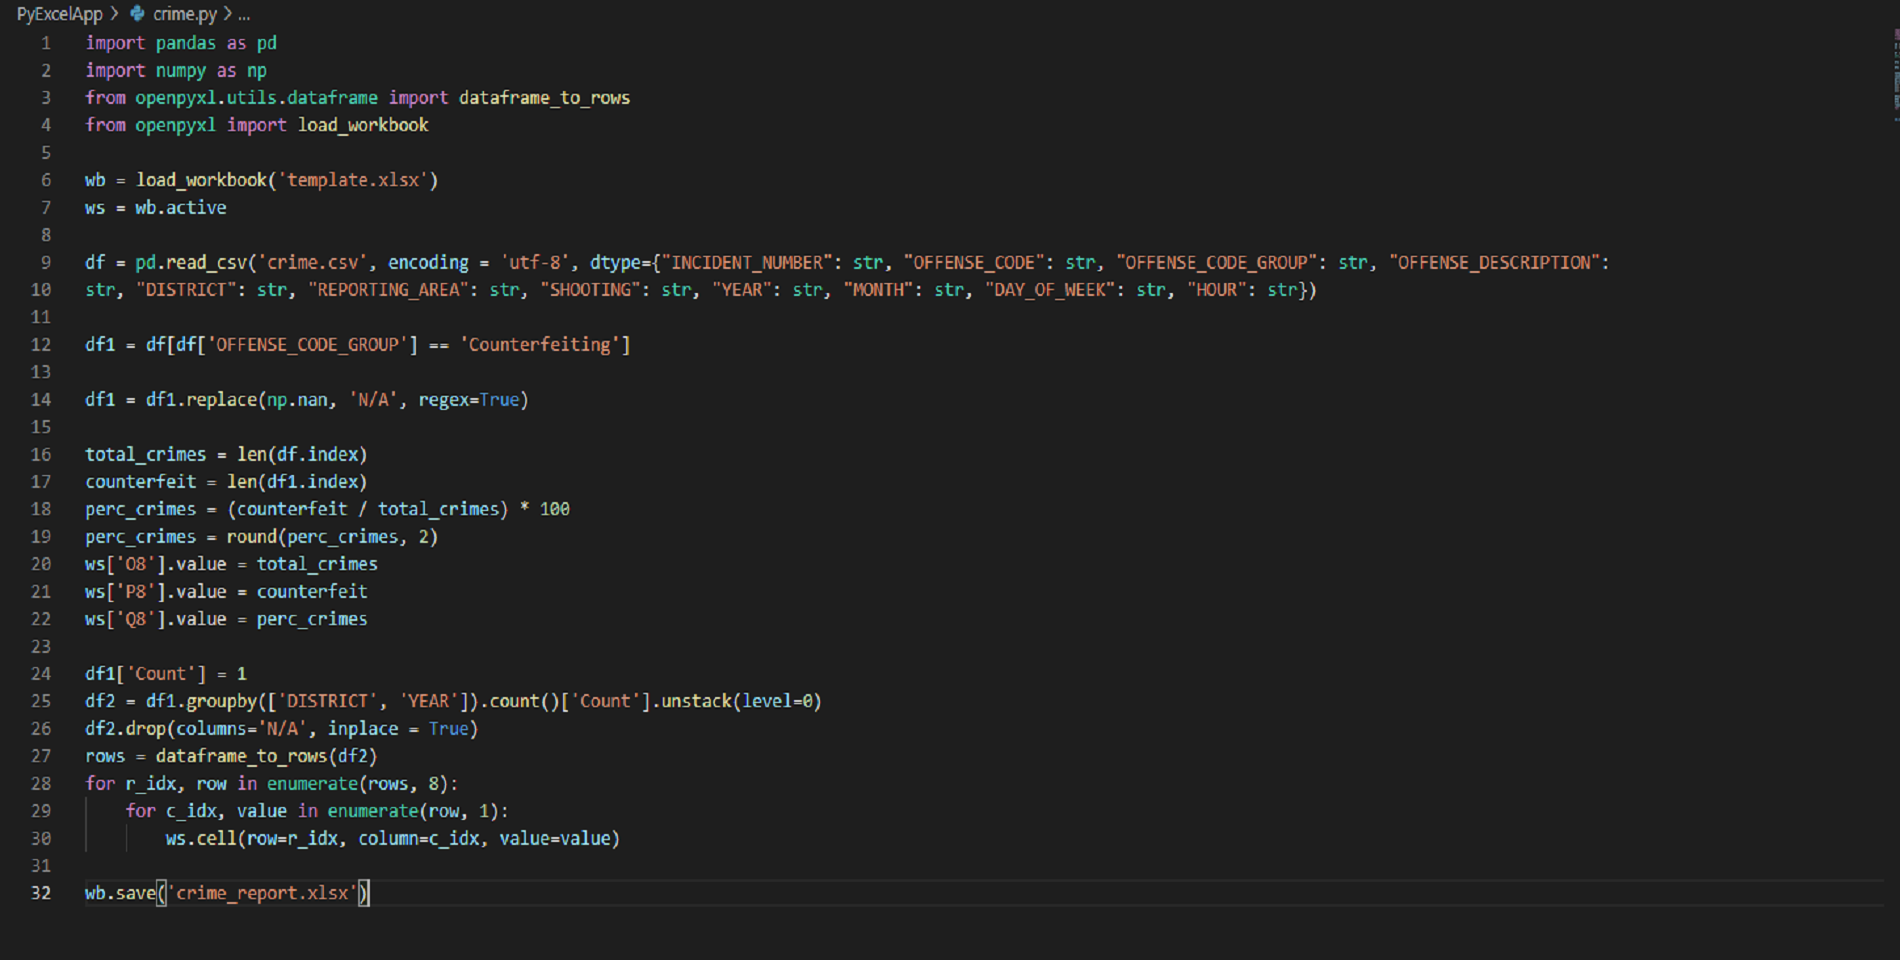 PyExcelApp > crime.py > ...
1 import pandas as pd
2 import numpy as np
3 from openpyxl.utils.dataframe import dataframe_to_rows
4 from openpyxl import load_workbook
5
6 wb = load_workbook('template.xlsx')
7 ws = wb.active
8
9 df = pd.read_csv('crime.csv', encoding = 'utf-8', dtype={"INCIDENT_NUMBER": str, "OFFENSE_CODE": str, "OFFENSE_CODE_GROUP": str, "OFFENSE_DESCRIPTION":
10 str, "DISTRICT": str, "REPORTING_AREA": str, "SHOOTING": str, "YEAR": str, "MONTH": str, "DAY_OF_WEEK": str, "HOUR": str})
11
12 df1 = df[df['OFFENSE_CODE_GROUP'] == 'Counterfeiting']
13
14 df1 = df1.replace(np.nan, 'N/A', regex=True)
15
16 total_crimes = len(df.index)
17 counterfeit = len(df1.index)
18 perc_crimes = (counterfeit / total_crimes) * 100
19 perc_crimes = round(perc_crimes, 2)
20 ws['O8'].value = total_crimes
21 ws['P8'].value = counterfeit
22 ws['Q8'].value = perc_crimes
23
24 df1['Count'] = 1
25 df2 = df1.groupby(['DISTRICT', 'YEAR']).count()['Count'].unstack(level=0)
26 df2.drop(columns='N/A', inplace = True)
27 rows = dataframe_to_rows(df2)
28 for r_idx, row in enumerate(rows, 8):
29     for c_idx, value in enumerate(row, 1):
30         ws.cell(row=r_idx, column=c_idx, value=value)
31
32 wb.save('crime_report.xlsx')